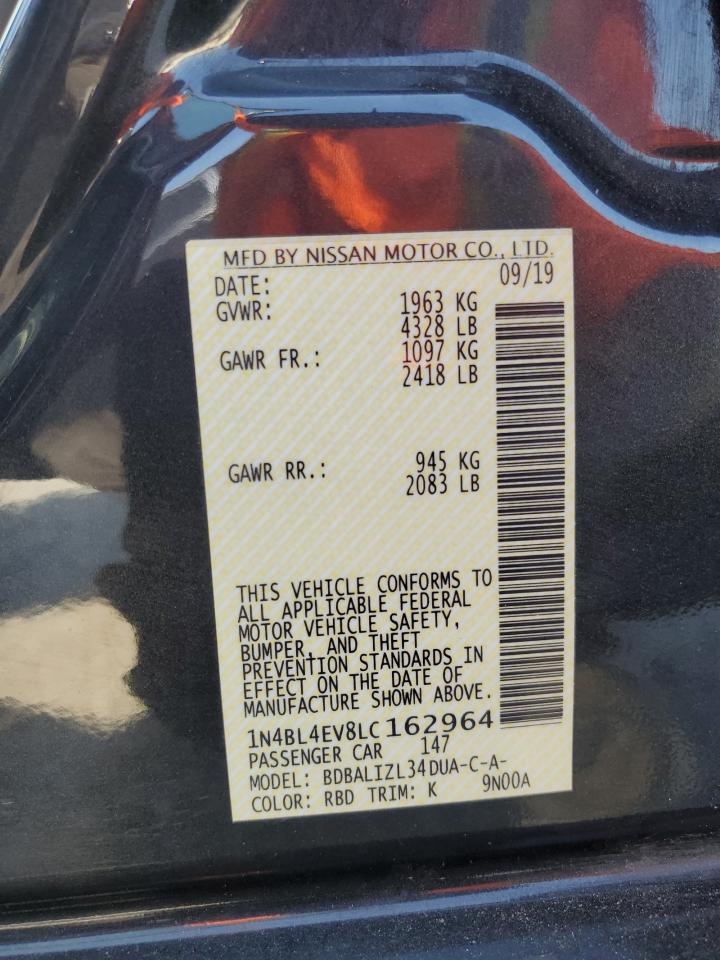 MFD BY NISSAN MOTOR CO., LTD.
DATE: 09/19
GVWR: 1963 KG
4328 LB
GAWR FR.: 1097 KG
2418 LB
GAWR RR.: 945 KG
2083 LB
THIS VEHICLE CONFORMS TO
ALL APPLICABLE FEDERAL
MOTOR VEHICLE SAFETY,
BUMPER, AND THEFT
PREVENTION STANDARDS IN
EFFECT ON THE DATE OF
MANUFACTURE SHOWN ABOVE.
1N4BL4EV8LC162964
PASSENGER CAR 147
MODEL: BDBALIZL34DUA-C-A-
COLOR: RBD TRIM: K 9N00A